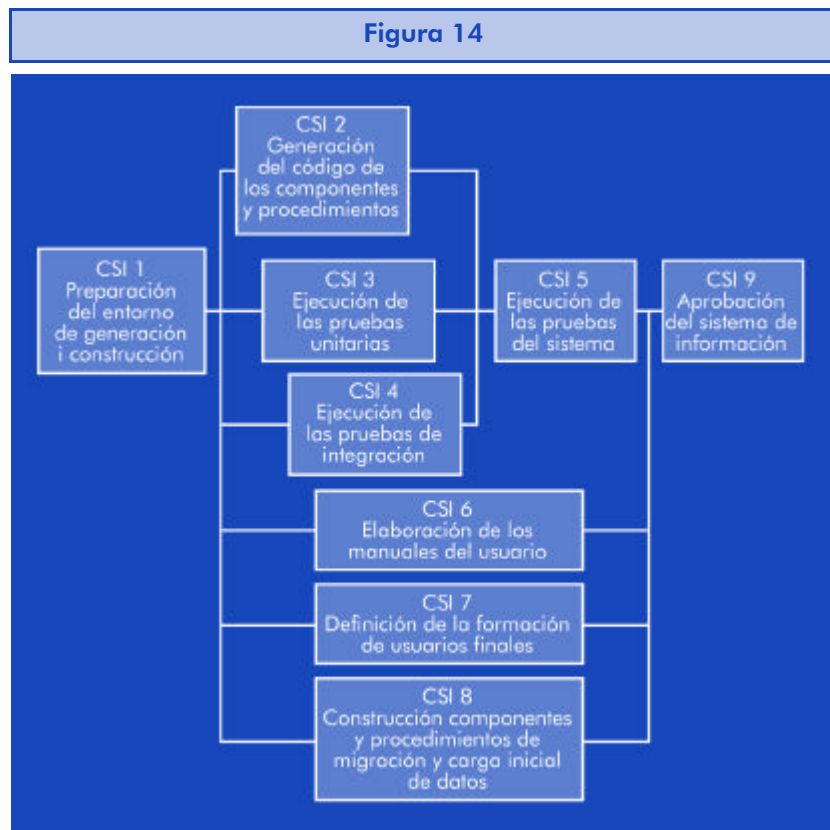 Figura 14
CSI 2
Generación
del código de
los componentes
y procedimientos
CSI 1
Preparación
del entorno
de generación
i construcción
CSI 3
Ejecución de
las pruebas
unitarias
CSI 5
Ejecución de
las pruebas
del sistema
CSI 9
Aprobación
del sistema de
información
CSI 4
Ejecución de
las pruebas de
integración
CSI 6
Elaboración de los
manuales del usuario
CSI 7
Definición de la formación
de usuarios finales
CSI 8
Construcción componentes
y procedimientos de
migración y carga inicial
de datos